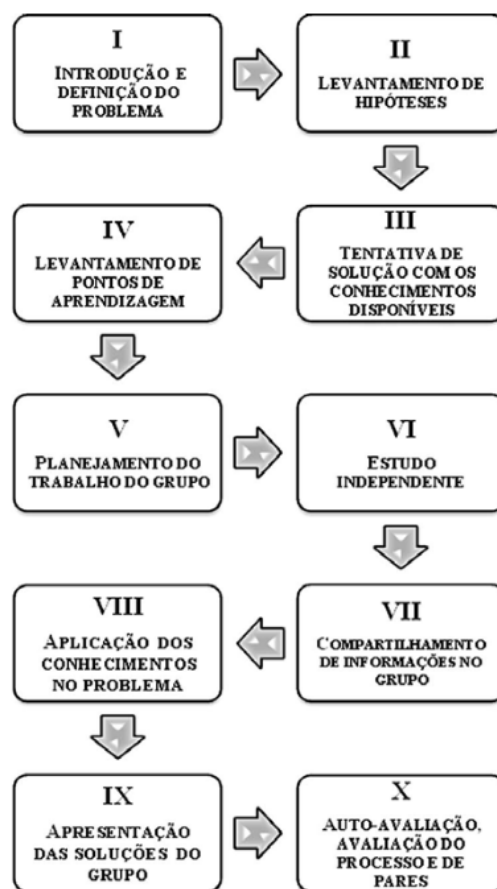 I
INTRODUÇÃO E
DEFINIÇÃO DO
PROBLEMA
II
LEVANTAMENTO DE
HIPÓTESES
III
TENTATIVA DE
SOLUÇÃO COM OS
CONHECIMENTOS
DISPONÍVEIS
IV
LEVANTAMENTO DE
PONTOS DE
APRENDIZAGEM
V
PLANEJAMENTO DO
TRABALHO DO GRUPO
VI
ESTUDO
INDEPENDENTE
VII
COMPARTILHAMENTO
DE INFORMAÇÕES NO
GRUPO
VIII
APLICAÇÃO DOS
CONHECIMENTOS
NO PROBLEMA
IX
APRESENTAÇÃO
DAS SOLUÇÕES DO
GRUPO
X
AUTO-AVALIAÇÃO,
AVALIAÇÃO DO
PROCESSO E DE
PARES